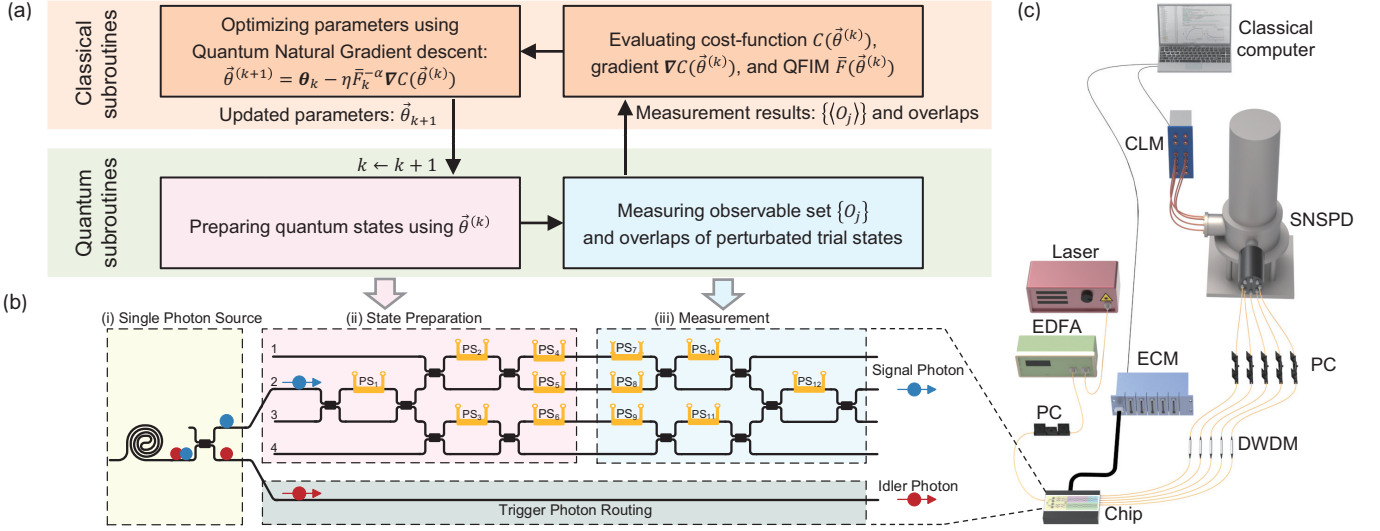 (a)
Classical
subroutines
Optimizing parameters using
Quantum Natural Gradient descent:
θ⃗^(k+1) = θ_k − ηF̄_k^−α ∇C(θ⃗^(k))
Evaluating cost-function C(θ⃗^(k)),
gradient ∇C(θ⃗^(k)), and QFIM F̄(θ⃗^(k))
Updated parameters: θ⃗_k+1
Measurement results: {⟨O_j⟩} and overlaps
k ← k + 1
Quantum
subroutines
Preparing quantum states using θ⃗^(k)
Measuring observable set {O_j}
and overlaps of perturbated trial states
(b)
(i) Single Photon Source
(ii) State Preparation
(iii) Measurement
1
2
3
4
PS₁
PS₂
PS₃
PS₄
PS₅
PS₆
PS₇
PS₈
PS₉
PS₁₀
PS₁₁
PS₁₂
Signal Photon
Idler Photon
Trigger Photon Routing
(c)
Classical
computer
CLM
SNSPD
Laser
EDFA
ECM
PC
PC
DWDM
Chip